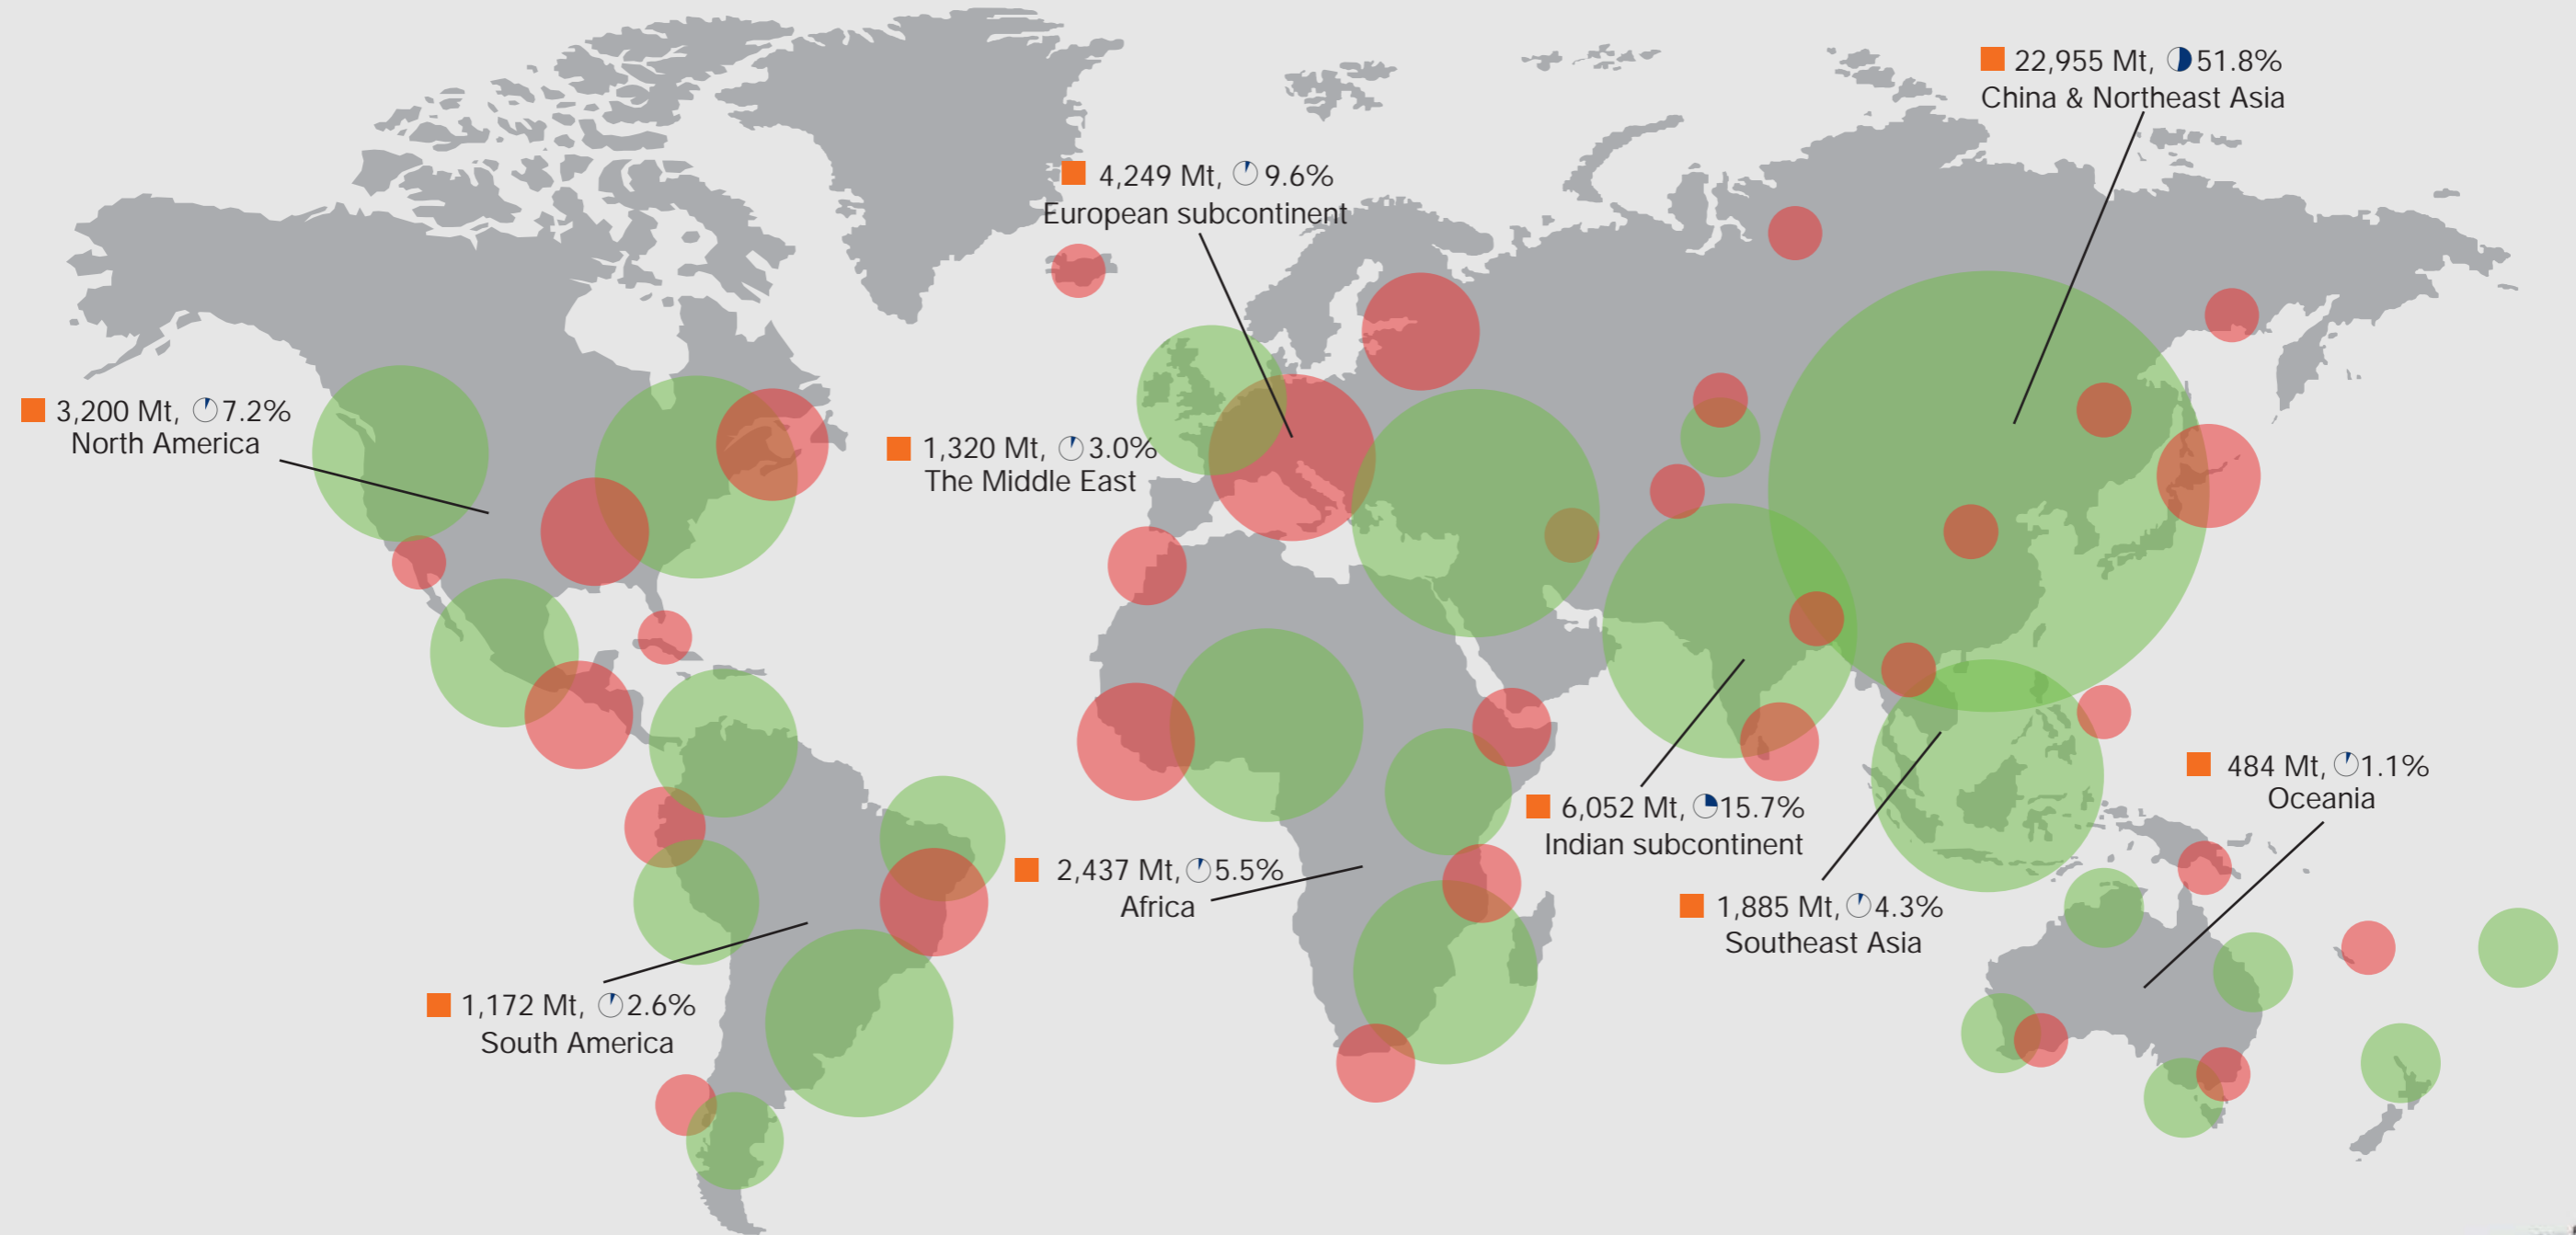 22,955 Mt, 51.8%
China & Northeast Asia
4,249 Mt, 9.6%
European subcontinent
3,200 Mt, 7.2%
North America
1,320 Mt, 3.0%
The Middle East
484 Mt, 1.1%
Oceania
6,052 Mt, 15.7%
Indian subcontinent
2,437 Mt, 5.5%
Africa
1,885 Mt, 4.3%
Southeast Asia
1,172 Mt, 2.6%
South America